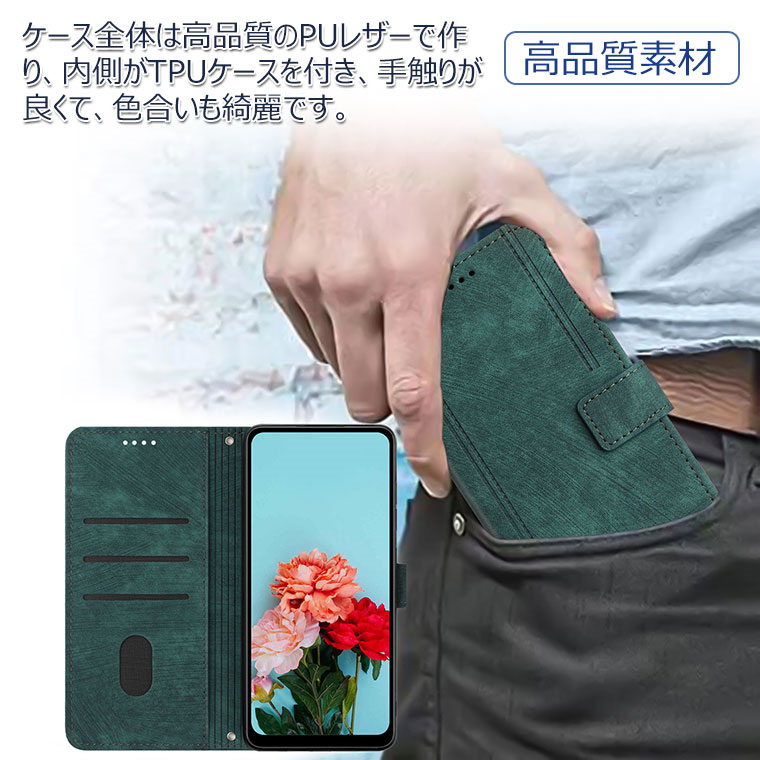 ケース全体は高品質のPUレザーで作
り、内側がTPUケースを付き、手触りが
良くて、色合いも綺麗です。
高品質素材